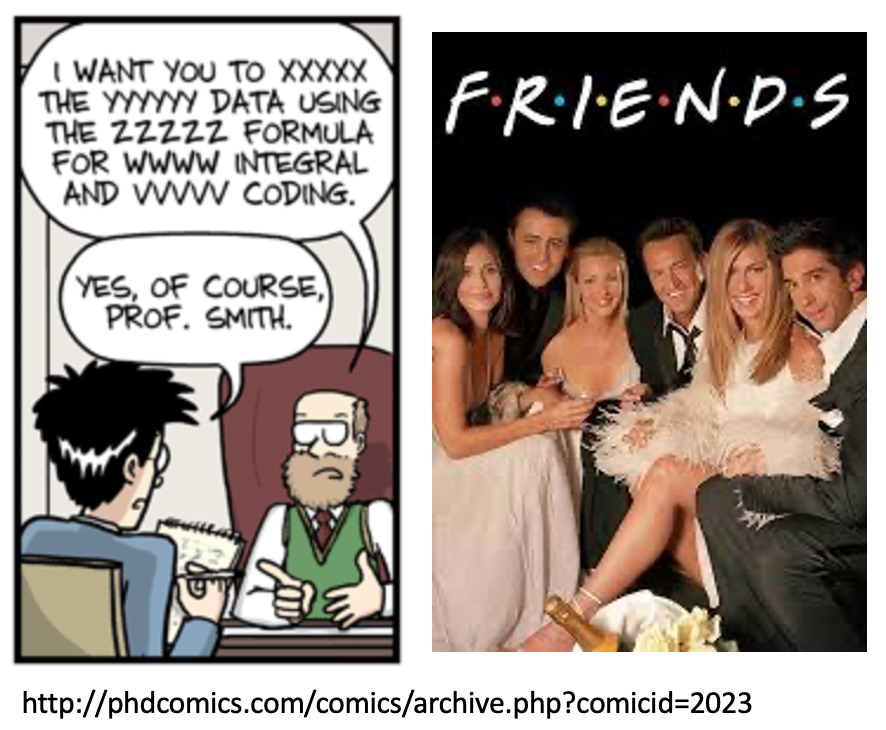 I WANT YOU TO XXXXX
THE YYYYYY DATA USING
THE ZZZZZ FORMULA
FOR WWWW INTEGRAL
AND VVVVV CODING.
YES, OF COURSE,
PROF. SMITH.
F·R·I·E·N·D·S
http://phdcomics.com/comics/archive.php?comicid=2023